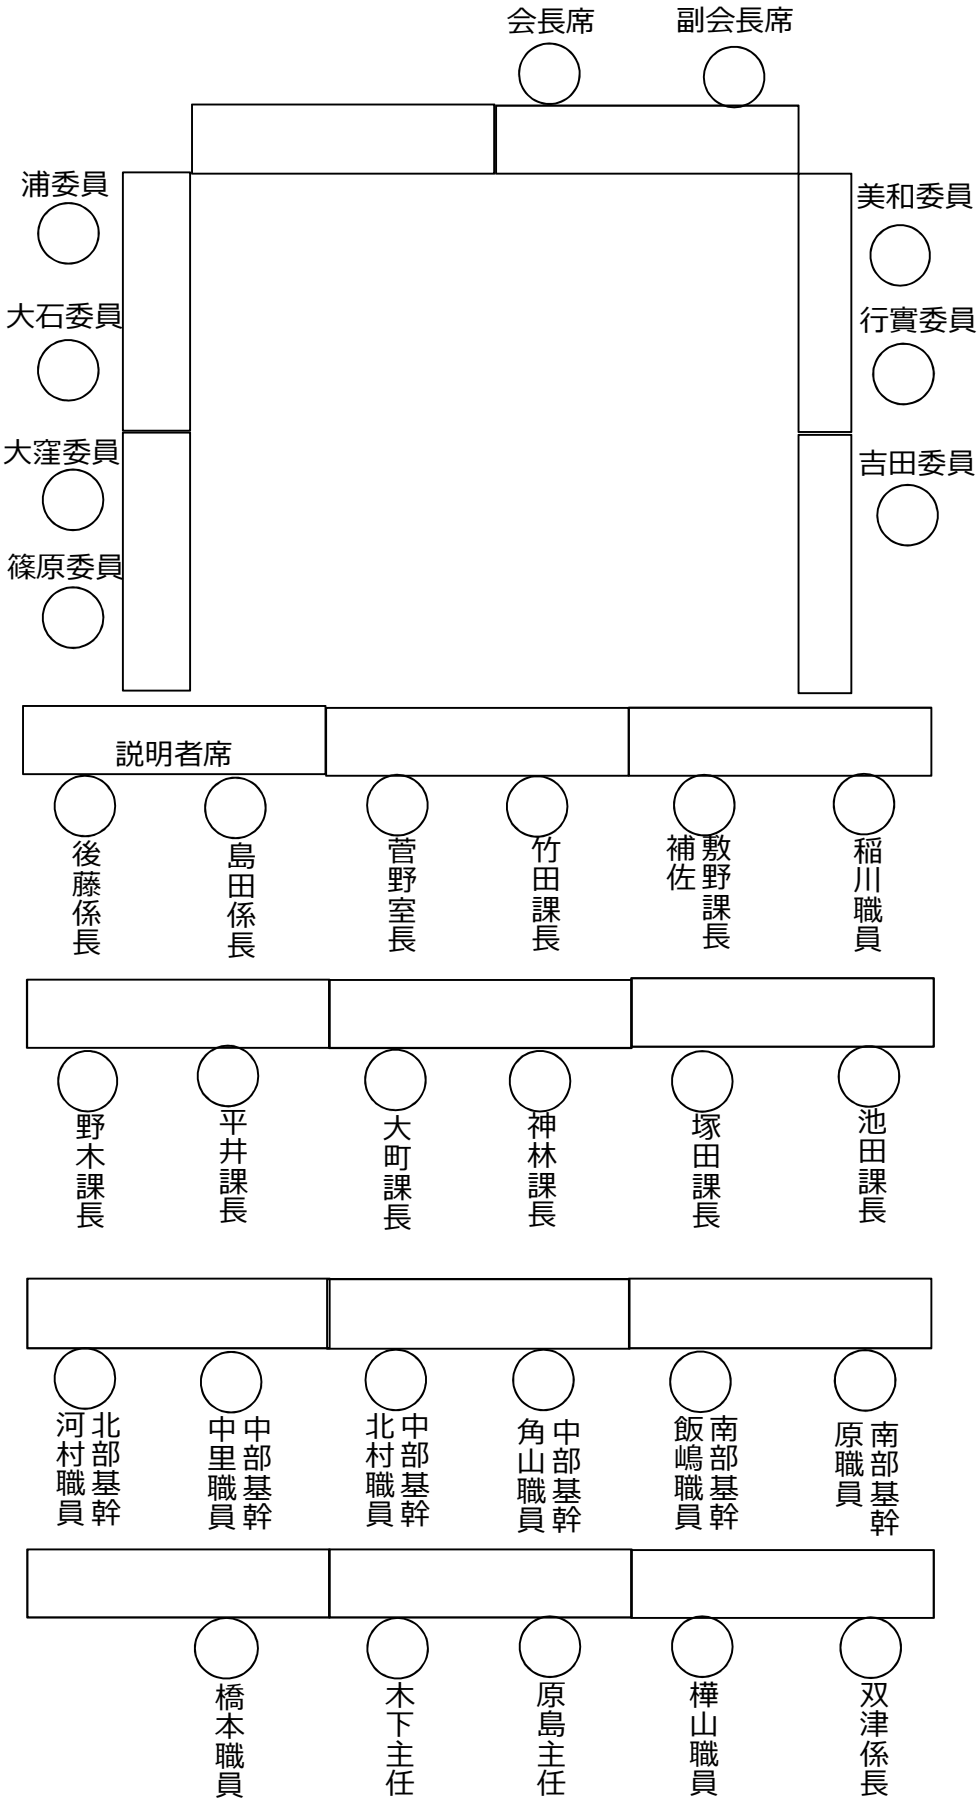 会長席
副会長席
浦委員
美和委員
大石委員
行實委員
大窪委員
吉田委員
篠原委員
説明者席
後藤係長
島田係長
菅野室長
竹田課長
敷野課長
補佐
稲川職員
野木課長
平井課長
大町課長
神林課長
塚田課長
池田課長
北部基幹
河村職員
中部基幹
中里職員
中部基幹
北村職員
中部基幹
角山職員
南部基幹
飯嶋職員
南部基幹
原職員
橋本職員
木下主任
原島主任
樺山職員
双津係長